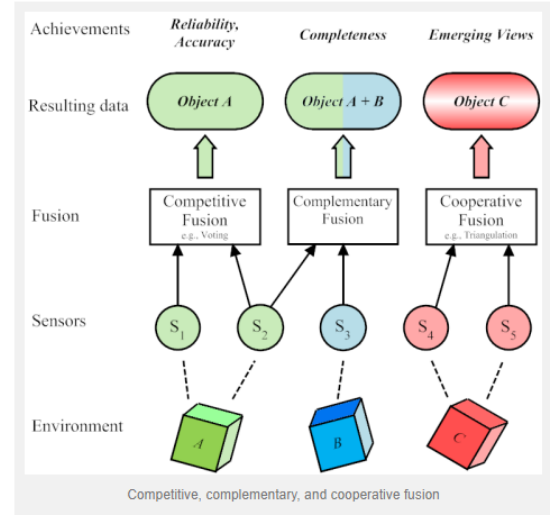 Achievements
Reliability,
Accuracy
Completeness
Emerging Views
Resulting data
Object A
Object A + B
Object C
Fusion
Competitive
Fusion
e.g., Voting
Complementary
Fusion
Cooperative
Fusion
e.g., Triangulation
Sensors
S1
S2
S3
S4
S5
Environment
A
B
C
Competitive, complementary, and cooperative fusion